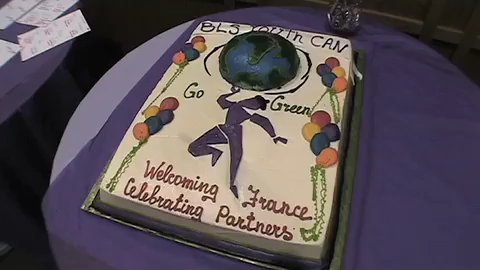 BLS YOUTH CAN
Go Green
Welcoming France
Celebrating Partners